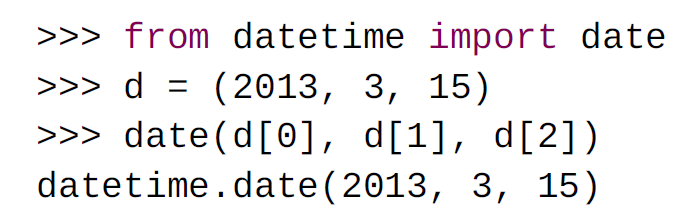 >>> from datetime import date
>>> d = (2013, 3, 15)
>>> date(d[0], d[1], d[2])
datetime.date(2013, 3, 15)